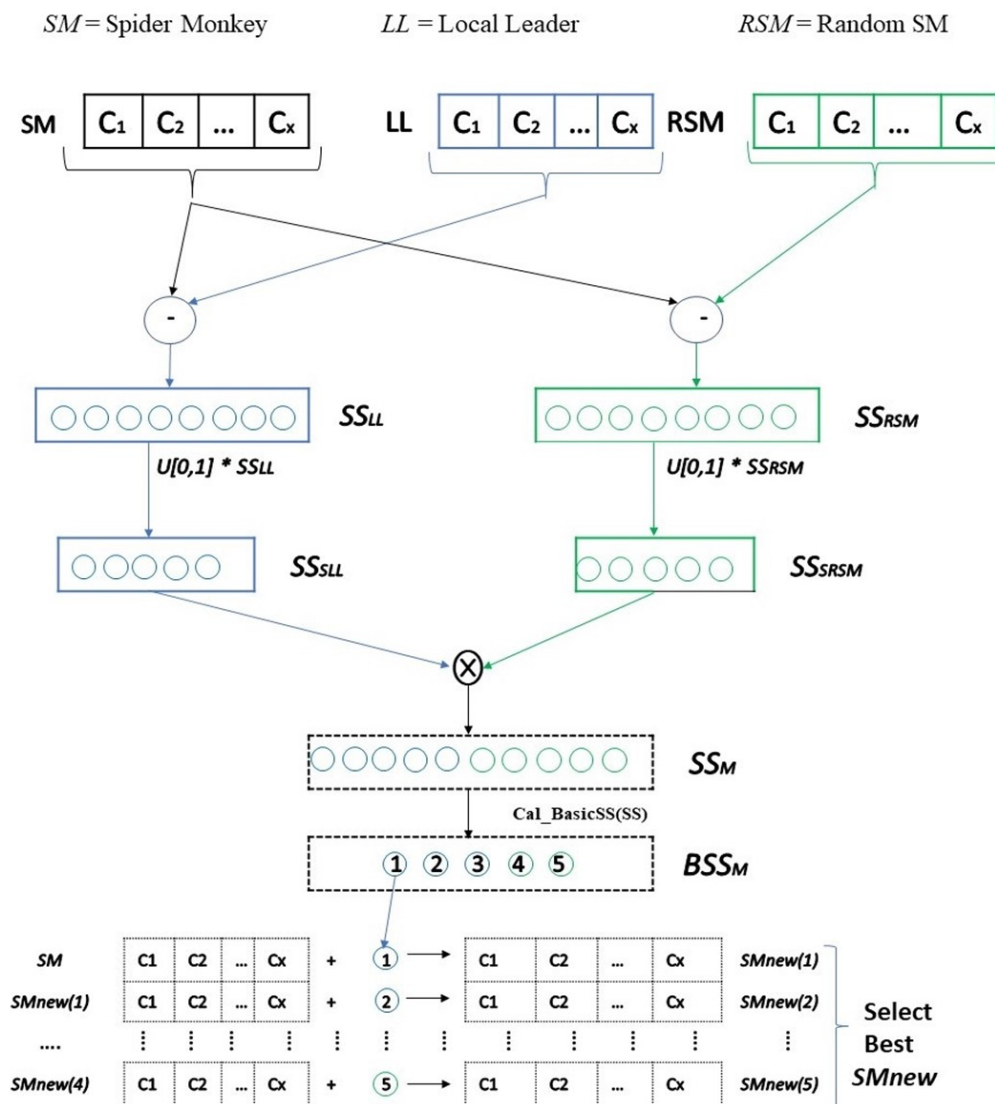 SM = Spider Monkey LL = Local Leader RSM = Random SM
SM C1 C2 ... Cx LL C1 C2 ... Cx RSM C1 C2 ... Cx
- -
SSLL SSRSM
U[0,1] * SSLL U[0,1] * SSRSM
SSSLL SSSRSM
X
SSM
Cal_BasicSS(SS)
1 2 3 4 5 BSSM
SM C1 C2 ... Cx + 1 C1 C2 ... Cx SMnew(1)
SMnew(1) C1 C2 ... Cx + 2 C1 C2 ... Cx SMnew(2)
....
SMnew(4) C1 C2 ... Cx + 5 C1 C2 ... Cx SMnew(5)
Select
Best
SMnew